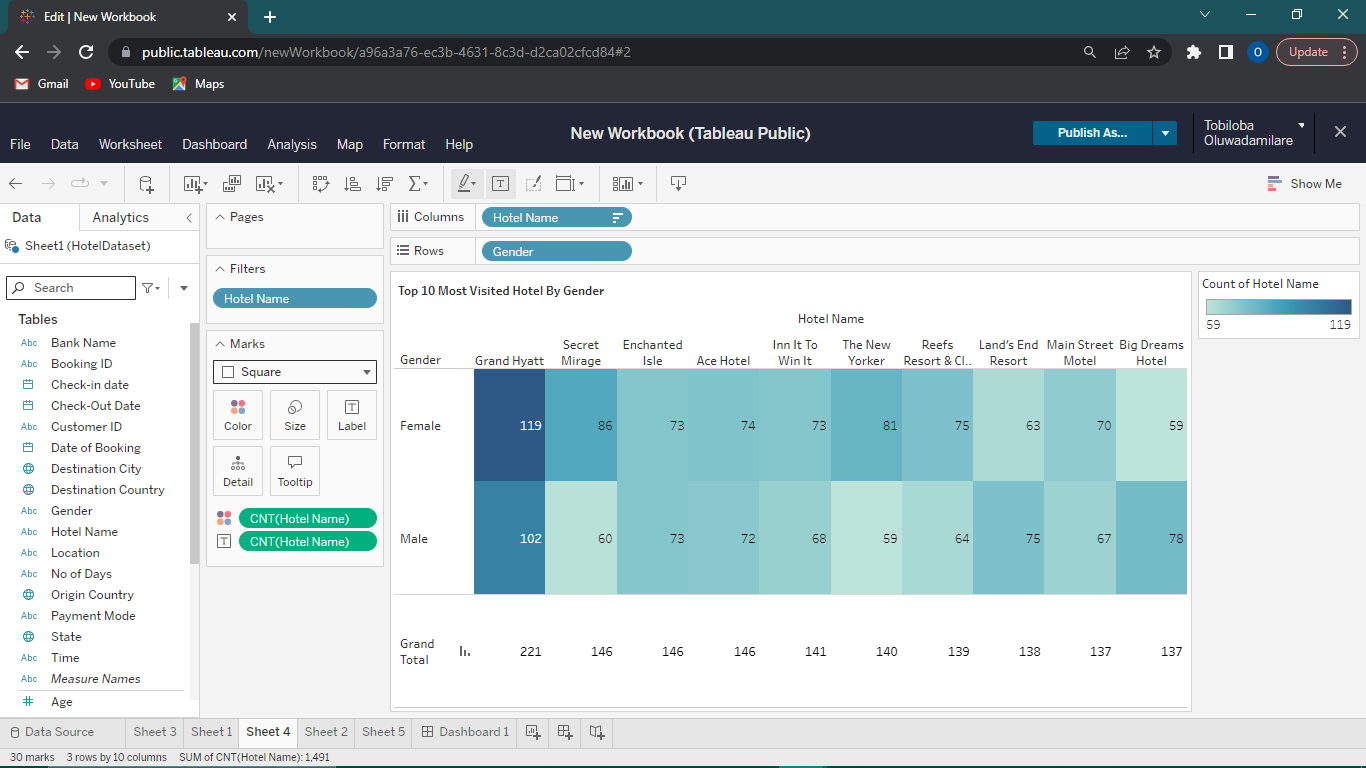 Edit | New Workbook
public.tableau.com/newWorkbook/a96a3a76-ec3b-4631-8c3d-d2ca02cfcd84#2
O
Update
Gmail
YouTube
Maps
New Workbook (Tableau Public)
Publish As...
Tobiloba
Oluwadamilare
File Data Worksheet Dashboard Analysis Map Format Help
Show Me
Data Analytics
Sheet1 (HotelDataset)
Search
Tables
Abc Bank Name
Abc Booking ID
Check-in date
Check-Out Date
Abc Customer ID
Date of Booking
Destination City
Destination Country
Abc Gender
Abc Hotel Name
Abc Location
Abc No of Days
Origin Country
Abc Payment Mode
State
Abc Time
Abc Measure Names
Age
Pages
Filters
Hotel Name
Marks
Square
Color Size Label
Detail Tooltip
CNT(Hotel Name)
CNT(Hotel Name)
Columns Hotel Name
Rows Gender
Top 10 Most Visited Hotel By Gender
Hotel Name
Gender Grand Hyatt Secret Mirage Enchanted Isle Ace Hotel Inn It To Win It The New Yorker Reefs Resort & Cl.. Land's End Resort Main Street Motel Big Dreams Hotel
Female 119 86 73 74 73 81 75 63 70 59
Male 102 60 73 72 68 59 64 75 67 78
Grand Total 221 146 146 146 141 140 139 138 137 137
Count of Hotel Name
59 119
Data Source Sheet 3 Sheet 1 Sheet 4 Sheet 2 Sheet 5 Dashboard 1
30 marks 3 rows by 10 columns SUM of CNT(Hotel Name): 1,491